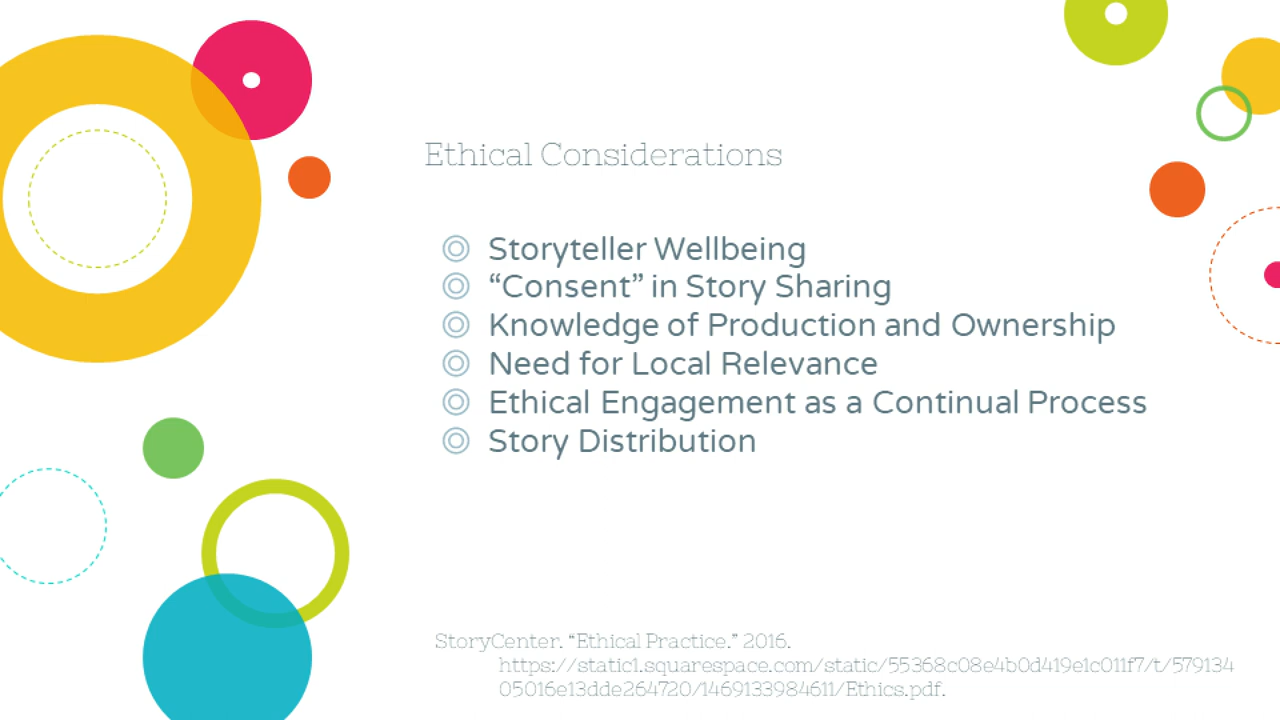 Ethical Considerations
Storyteller Wellbeing
“Consent” in Story Sharing
Knowledge of Production and Ownership
Need for Local Relevance
Ethical Engagement as a Continual Process
Story Distribution
StoryCenter. “Ethical Practice.” 2016.
https://static1.squarespace.com/static/55368c08e4b0d419e1c011f7/t/579134
05016e13dde264720/1469133984611/Ethics.pdf.